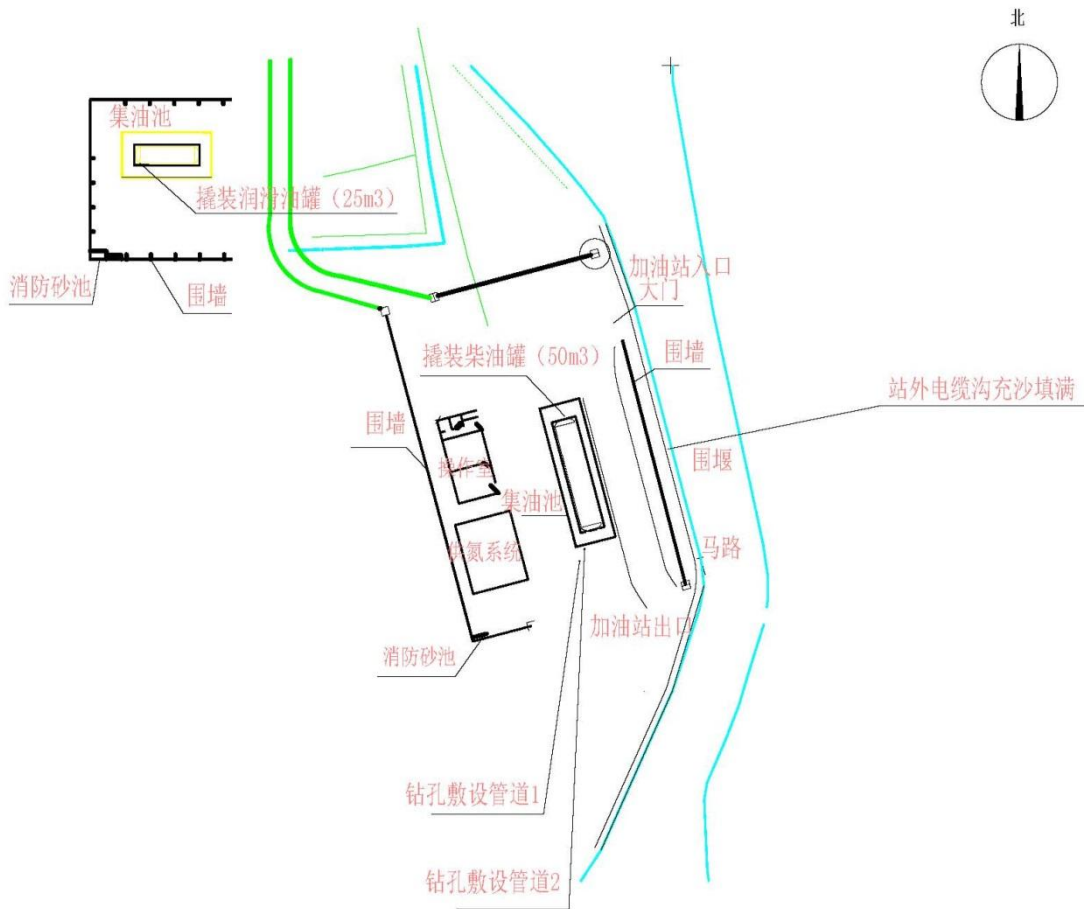 北
集油池
撬装润滑油罐（25m3）
消防砂池
围墙
加油站入口
大门
撬装柴油罐（50m3）
围墙
站外电缆沟充沙填满
围墙
围堰
操作室
集油池
供氮系统
马路
加油站出口
消防砂池
钻孔敷设管道1
钻孔敷设管道2